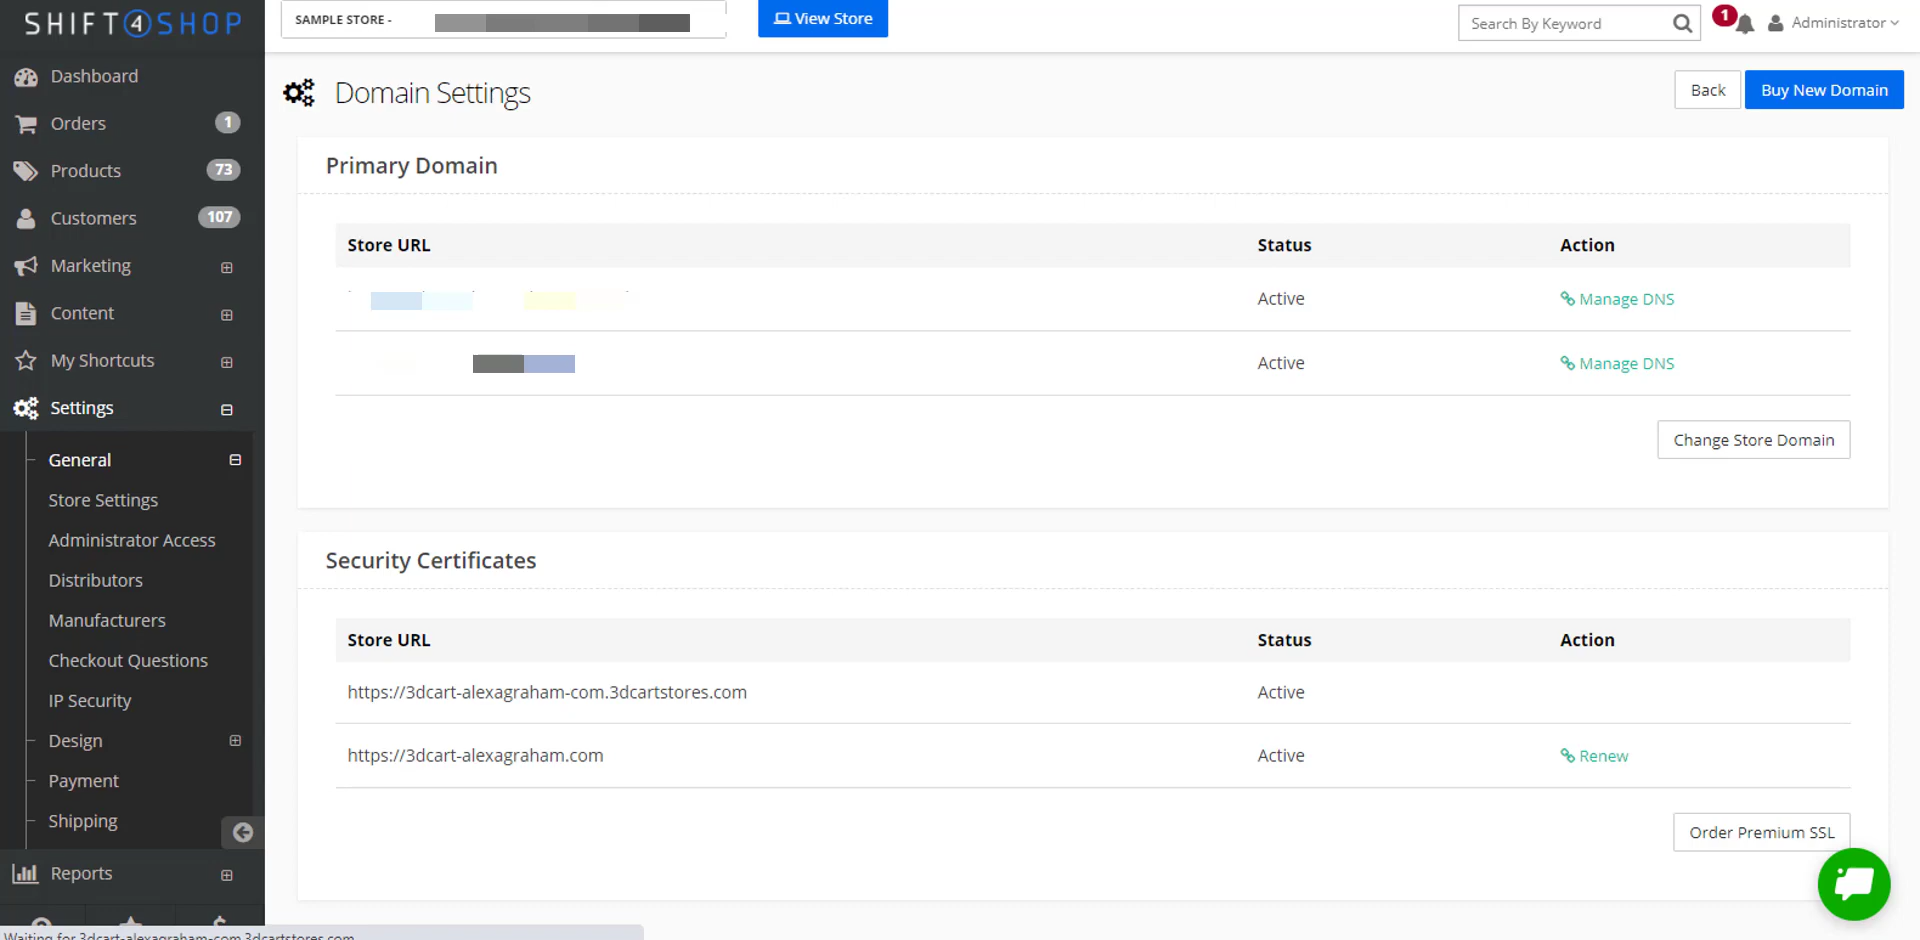 SHIFT4SHOP
SAMPLE STORE -
View Store
Search By Keyword
1
Administrator
Dashboard
Orders 1
Products 73
Customers 107
Marketing
Content
My Shortcuts
Settings
General
Store Settings
Administrator Access
Distributors
Manufacturers
Checkout Questions
IP Security
Design
Payment
Shipping
Reports
Domain Settings
Back
Buy New Domain
Primary Domain
Store URL Status Action
Active Manage DNS
Active Manage DNS
Change Store Domain
Security Certificates
Store URL Status Action
https://3dcart-alexagraham-com.3dcartstores.com Active
https://3dcart-alexagraham.com Active Renew
Order Premium SSL
Waiting for 3dcart-alexagraham-com.3dcartstores.com